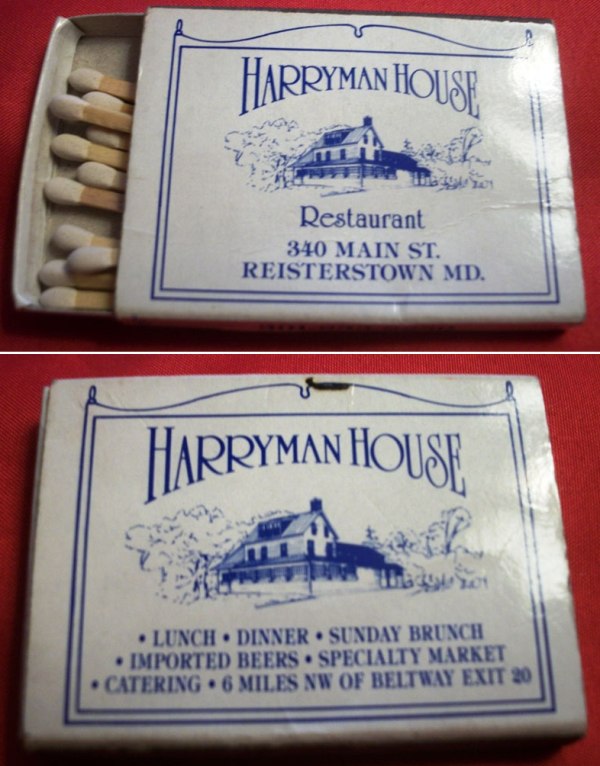 HARRYMAN HOUSE
Restaurant
340 MAIN ST.
REISTERSTOWN MD.
HARRYMAN HOUSE
• LUNCH • DINNER • SUNDAY BRUNCH
• IMPORTED BEERS • SPECIALTY MARKET
• CATERING • 6 MILES NW OF BELTWAY EXIT 20